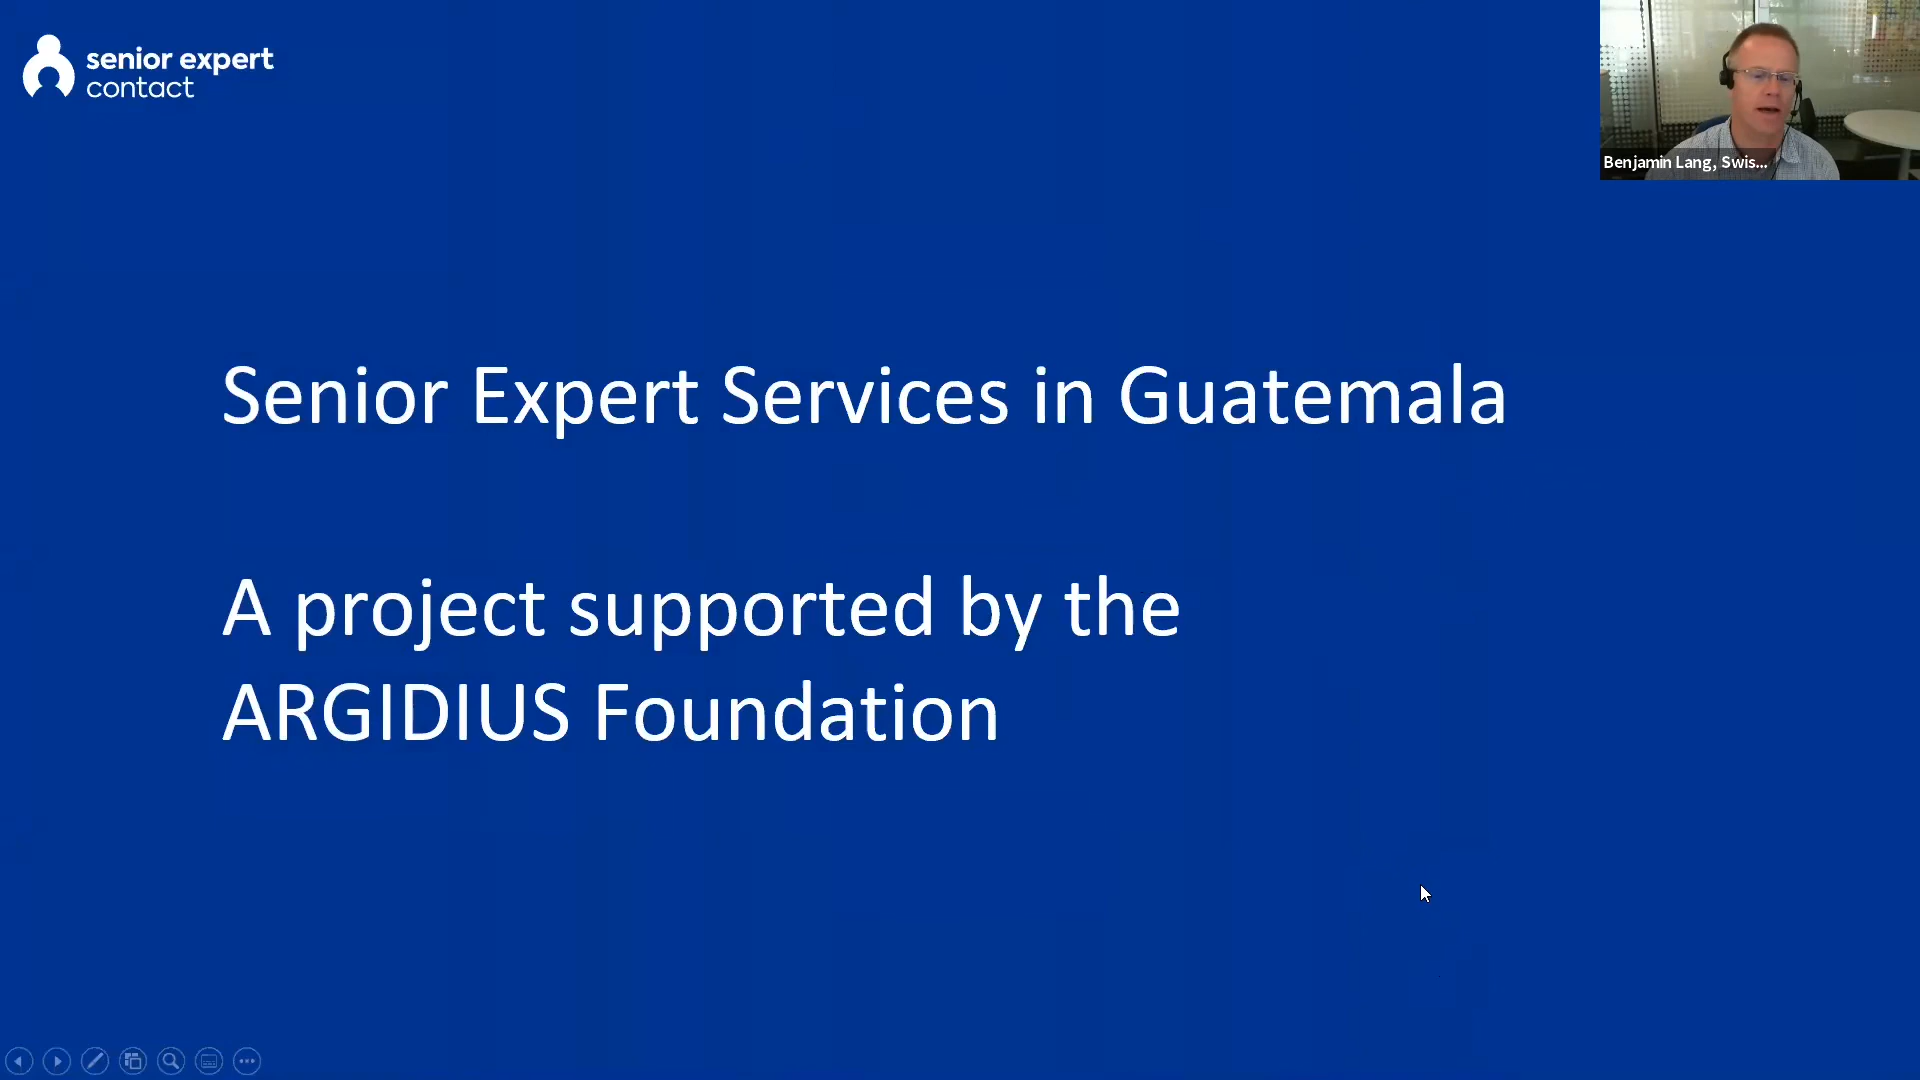 senior expert
contact
Benjamin Lang, Swis...
Senior Expert Services in Guatemala
A project supported by the
ARGIDIUS Foundation